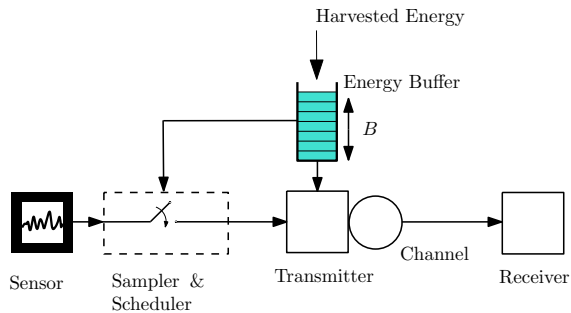 Harvested Energy
Energy Buffer
B
Channel
Transmitter
Receiver
Sensor
Sampler &
Scheduler